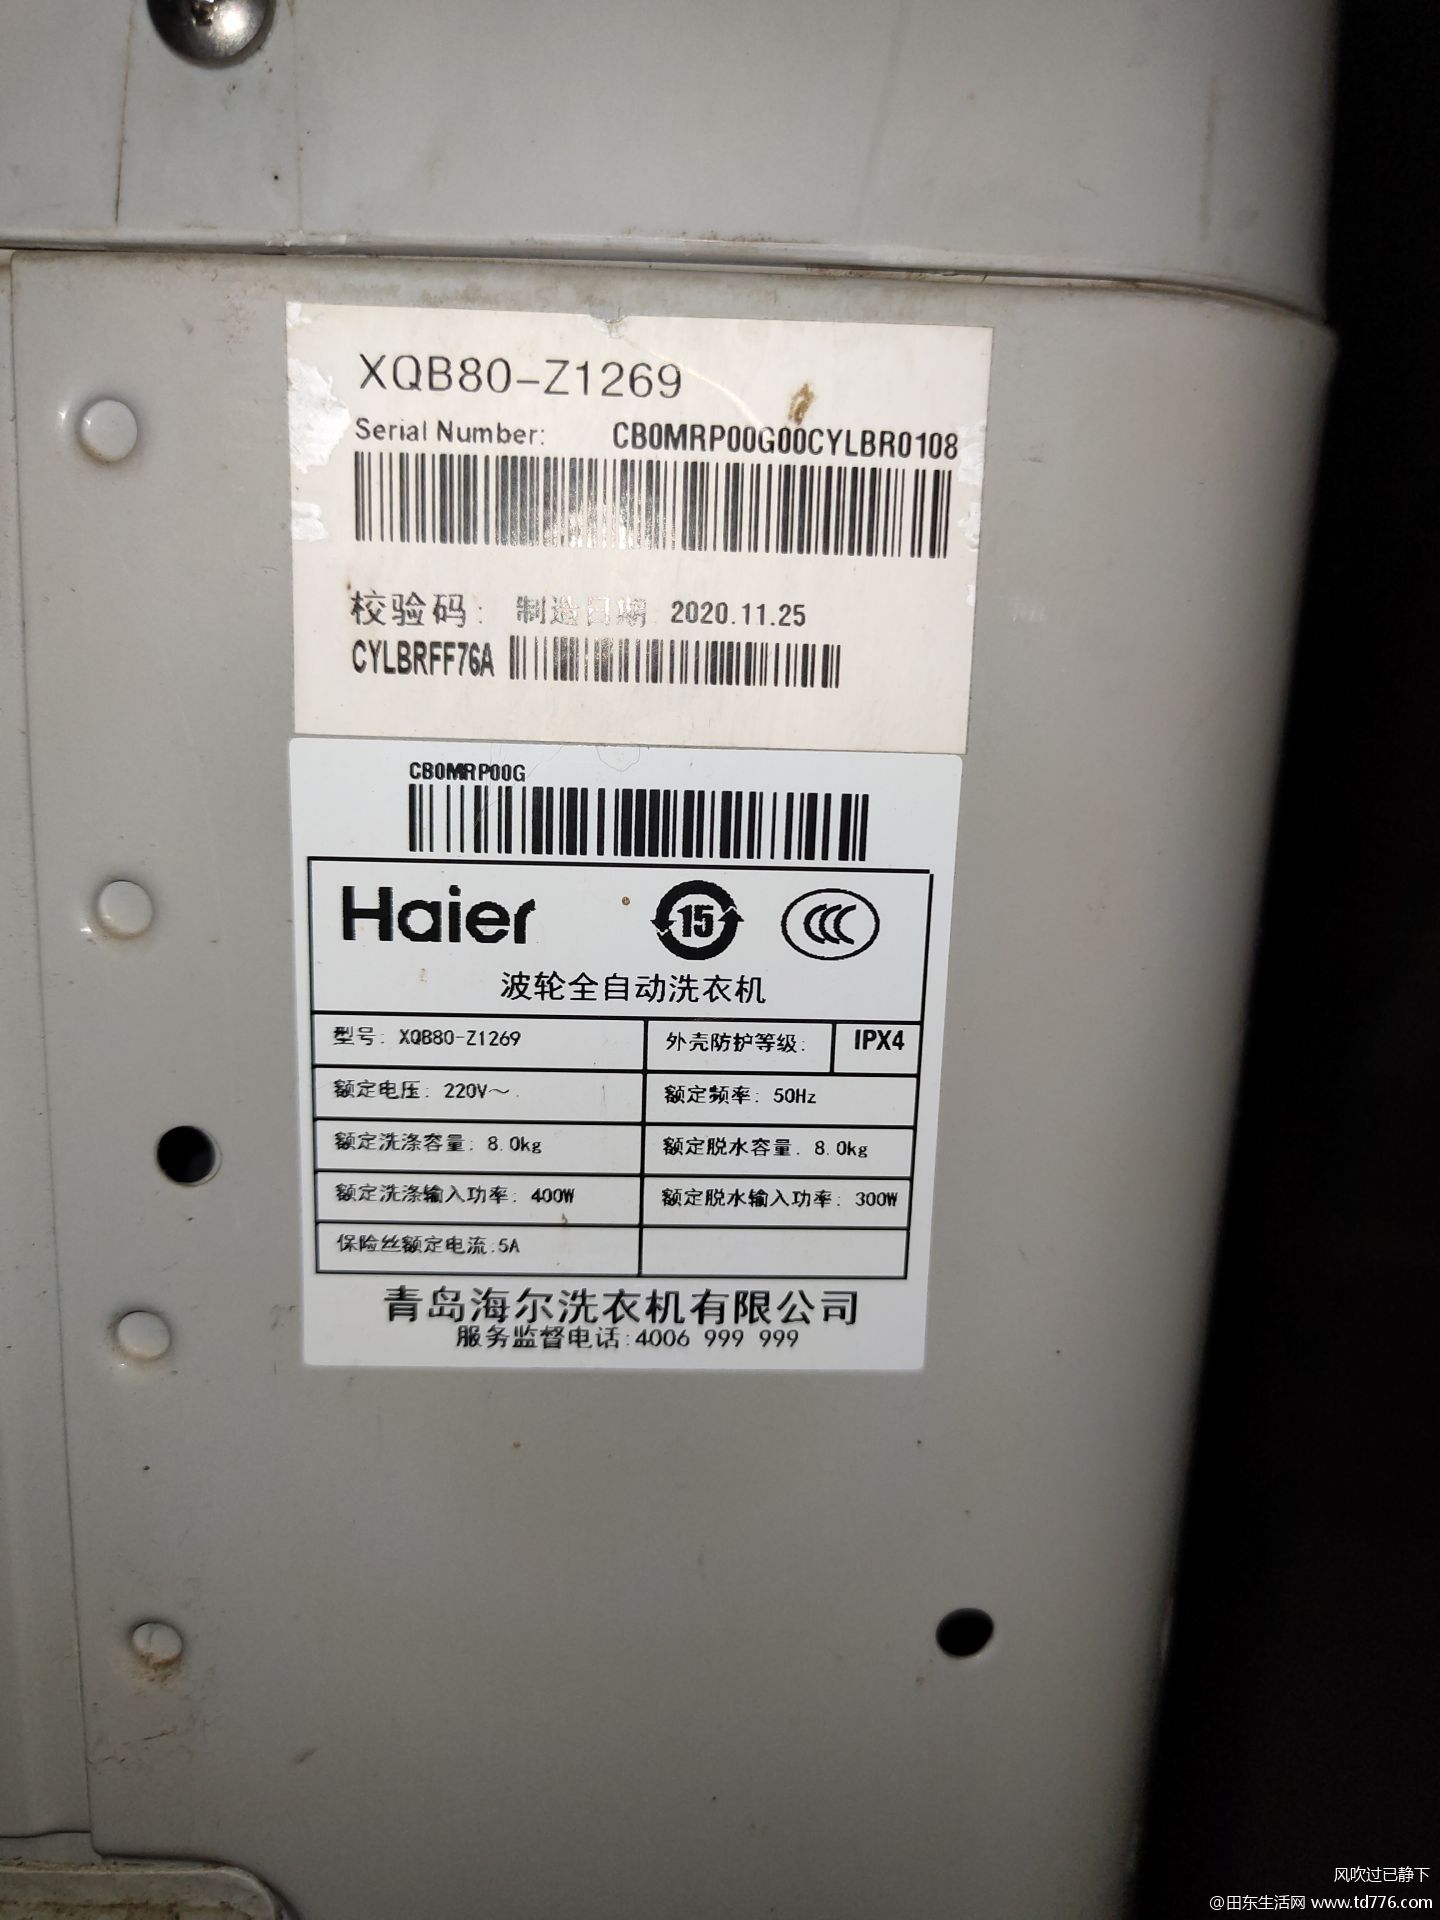 XQB80-Z1269
Serial Number: CB0MRP00G00CYLBR0108
校验码: 制造日期: 2020.11.25
CYLBRFF76A
CB0MRP00G
Haier 15 CCC
波轮全自动洗衣机
型号: XQB80-Z1269 外壳防护等级: IPX4
额定电压: 220V~ 额定频率: 50Hz
额定洗涤容量: 8.0kg 额定脱水容量: 8.0kg
额定洗涤输入功率: 400W 额定脱水输入功率: 300W
保险丝额定电流:5A
青岛海尔洗衣机有限公司
服务监督电话:4006 999 999
风吹过已静下
@田东生活网 www.td776.com